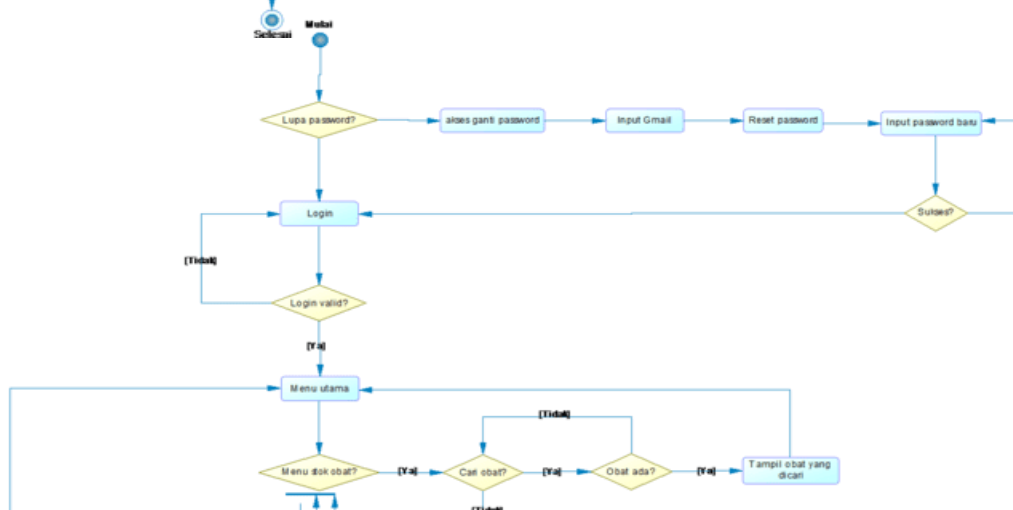 Selesai
Mulai
Lupa password?
akses ganti password
Input Gmail
Reset password
Input password baru
Login
Sukses?
[Tidak]
Login valid?
[Ya]
Menu utama
[Tidak]
Menu stok obat?
[Ya]
Cari obat?
[Ya]
Obat ada?
[Ya]
Tampil obat yang
dicari
[Tidak]